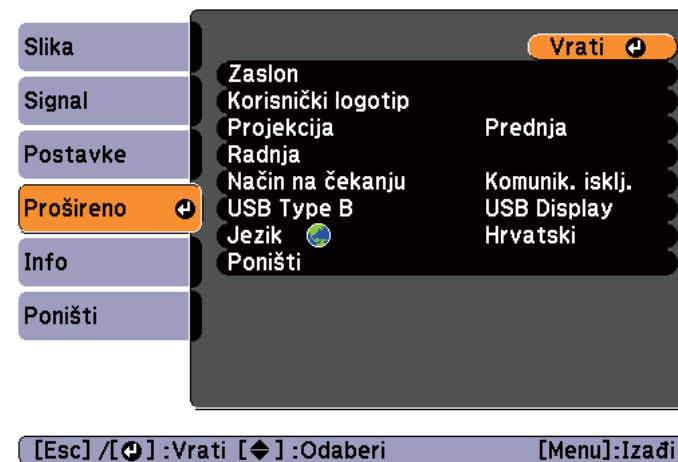 Slika
Signal
Postavke
Prošireno
Info
Poništi
Vrati
Zaslon
Korisnički logotip
Projekcija Prednja
Radnja
Način na čekanju Komunik. isklj.
USB Type B USB Display
Jezik Hrvatski
Poništi
[Esc] /[ ] :Vrati [ ] :Odaberi [Menu]:Izađi